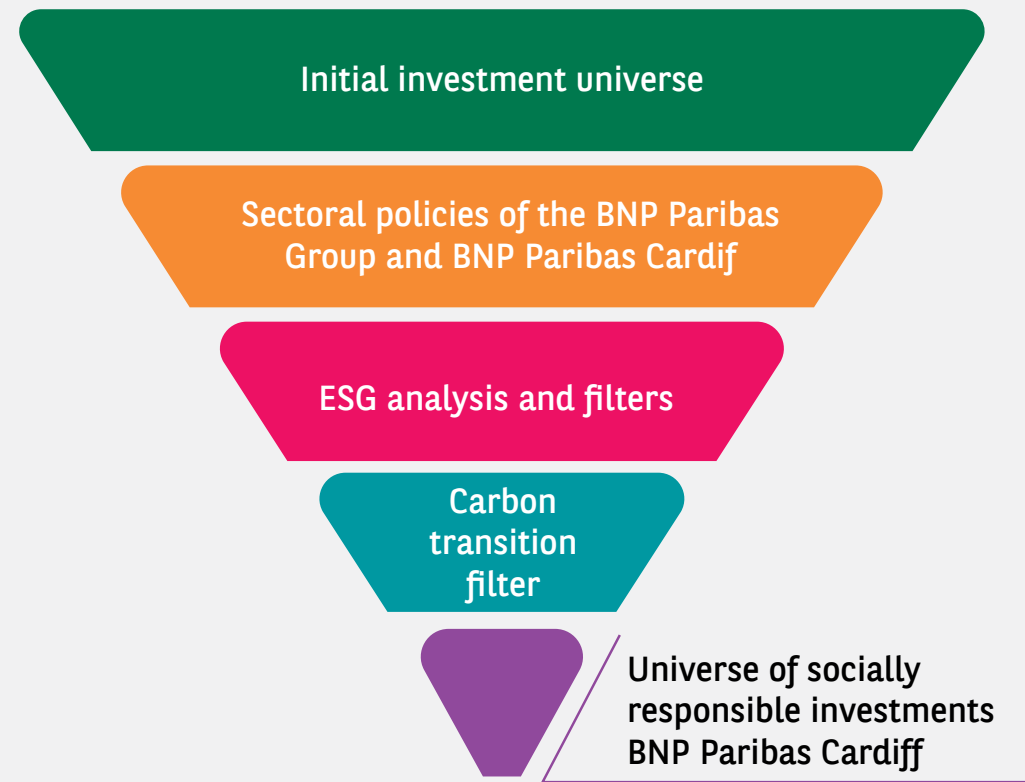 Initial investment universe
Sectoral policies of the BNP Paribas
Group and BNP Paribas Cardif
ESG analysis and filters
Carbon
transition
filter
Universe of socially
responsible investments
BNP Paribas Cardiff